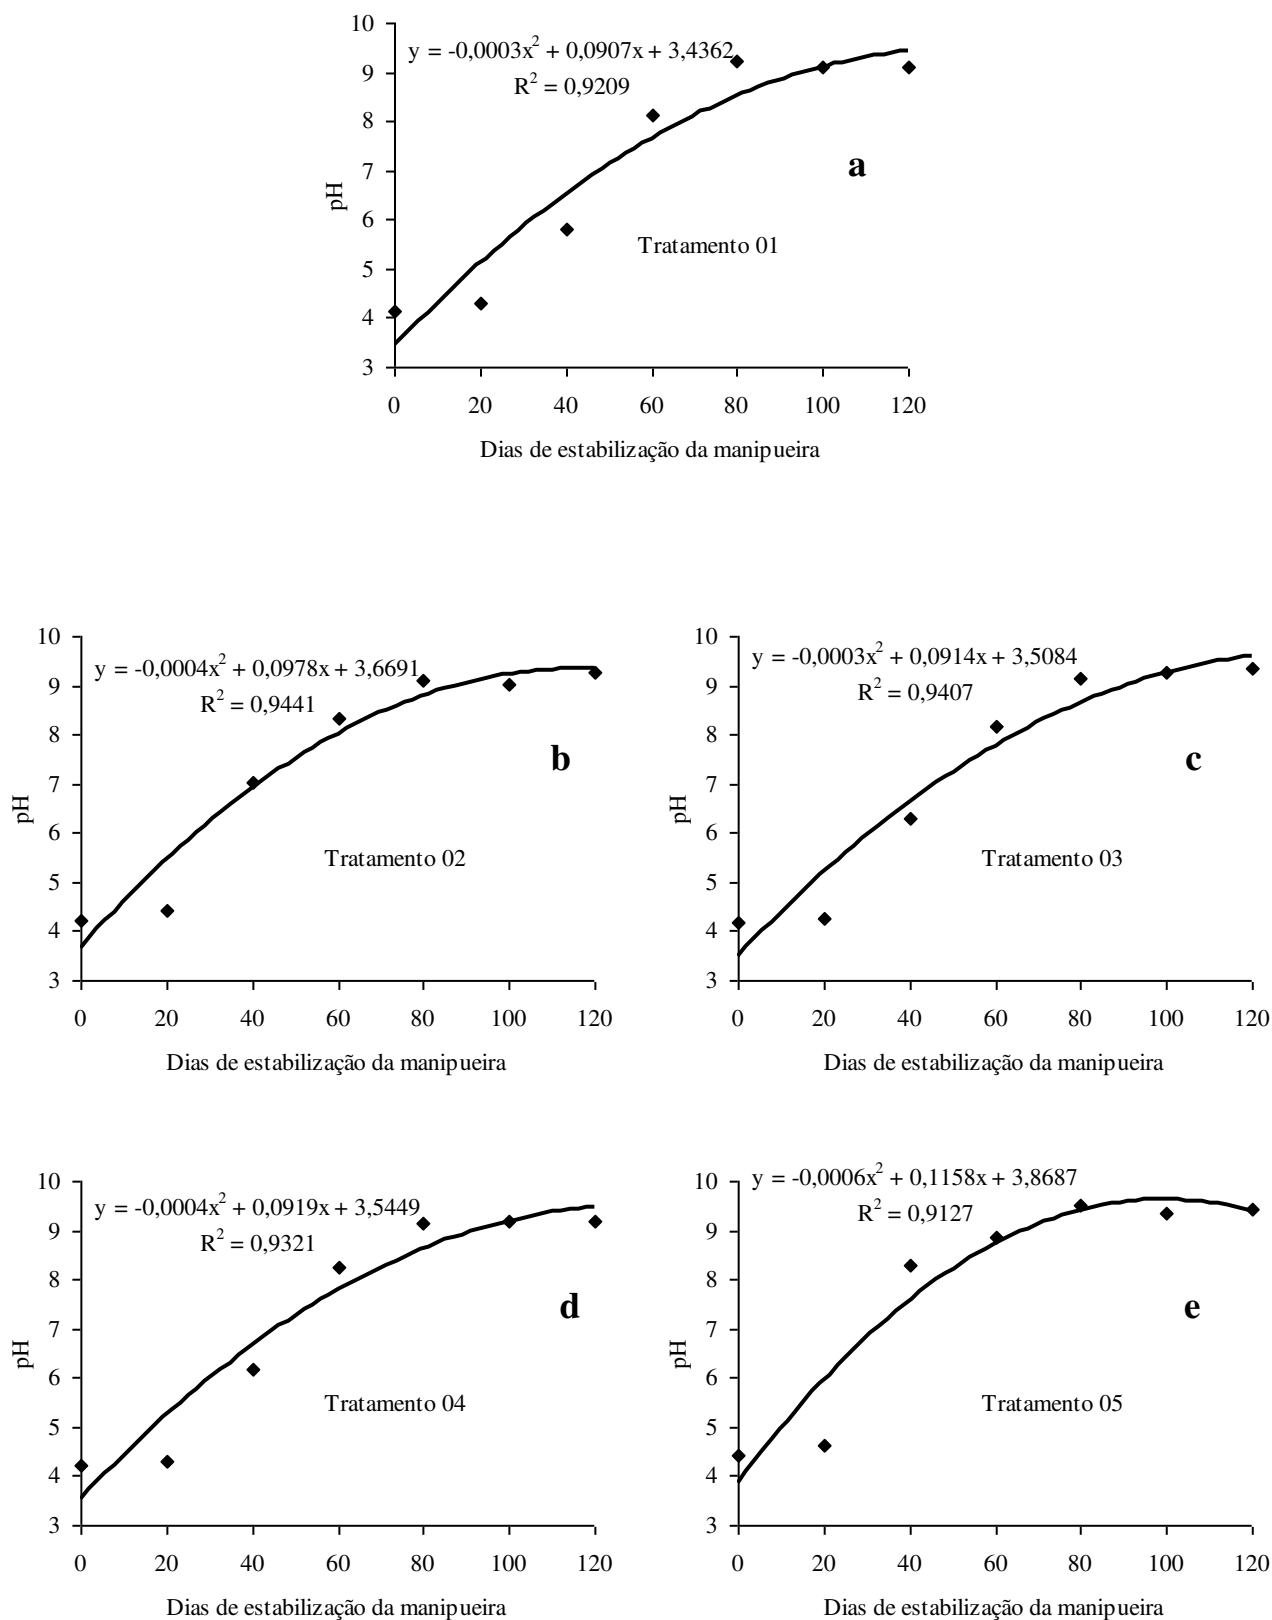 10
9
8
7
6
5
4
3
pH
y = -0,0003x² + 0,0907x + 3,4362
R² = 0,9209
a
Tratamento 01
0 20 40 60 80 100 120
Dias de estabilização da manipueira
10
9
8
7
6
5
4
3
pH
y = -0,0004x² + 0,0978x + 3,6691
R² = 0,9441
b
Tratamento 02
0 20 40 60 80 100 120
Dias de estabilização da manipueira
10
9
8
7
6
5
4
3
pH
y = -0,0003x² + 0,0914x + 3,5084
R² = 0,9407
c
Tratamento 03
0 20 40 60 80 100 120
Dias de estabilização da manipueira
10
9
8
7
6
5
4
3
pH
y = -0,0004x² + 0,0919x + 3,5449
R² = 0,9321
d
Tratamento 04
0 20 40 60 80 100 120
Dias de estabilização da manipueira
10
9
8
7
6
5
4
3
pH
y = -0,0006x² + 0,1158x + 3,8687
R² = 0,9127
e
Tratamento 05
0 20 40 60 80 100 120
Dias de estabilização da manipueira